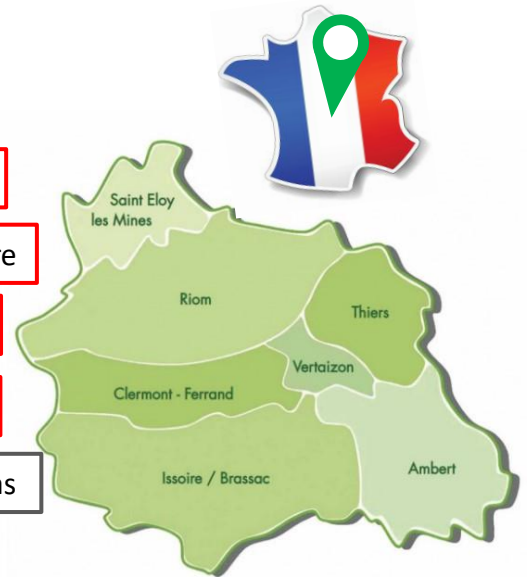 Saint Eloy
les Mines
Riom
Thiers
Vertaizon
Clermont - Ferrand
Issoire / Brassac
Ambert